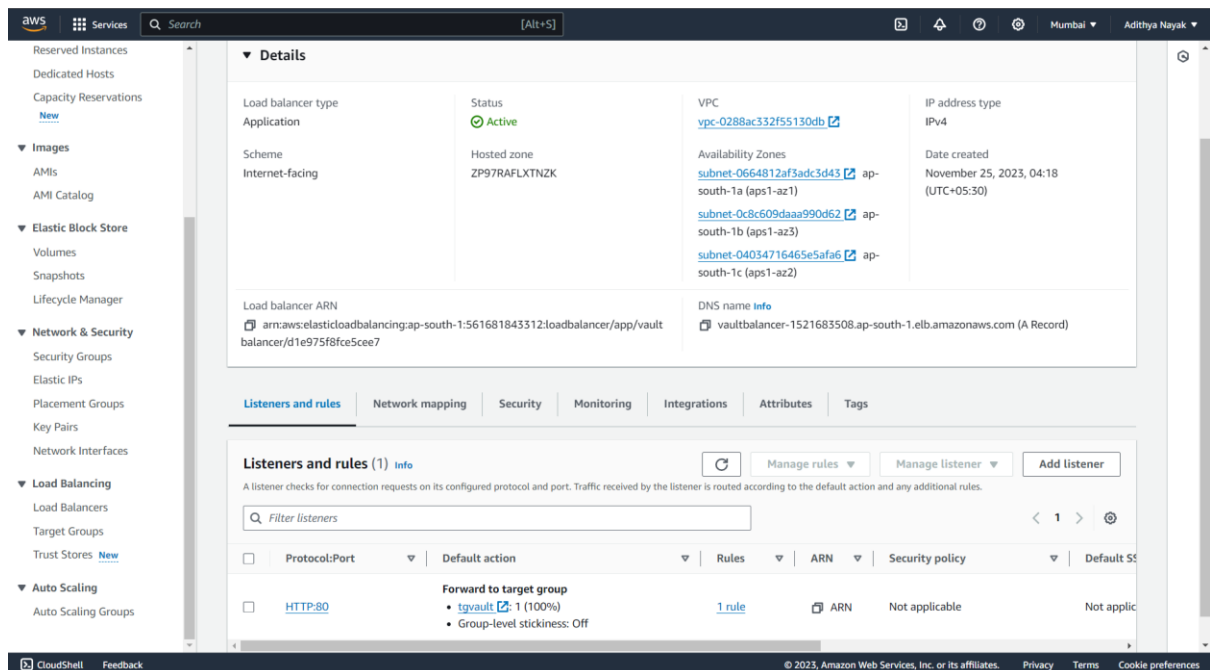 aws
Services
Search
[Alt+S]
Mumbai
Adithya Nayak
Reserved Instances
Dedicated Hosts
Capacity Reservations
New
Images
AMIs
AMI Catalog
Elastic Block Store
Volumes
Snapshots
Lifecycle Manager
Network & Security
Security Groups
Elastic IPs
Placement Groups
Key Pairs
Network Interfaces
Load Balancing
Load Balancers
Target Groups
Trust Stores New
Auto Scaling
Auto Scaling Groups
Details
Load balancer type
Application
Status
Active
VPC
vpc-0288ac332f55130db
IP address type
IPv4
Scheme
Internet-facing
Hosted zone
ZP97RAFLXTNZK
Availability Zones
subnet-0664812af3adc3d43 ap-
south-1a (aps1-az1)
subnet-0c8c609daaa990d62 ap-
south-1b (aps1-az3)
subnet-04034716465e5afa6 ap-
south-1c (aps1-az2)
Date created
November 25, 2023, 04:18
(UTC+05:30)
Load balancer ARN
arn:aws:elasticloadbalancing:ap-south-1:561681843312:loadbalancer/app/vault
balancer/d1e975f8fce5cee7
DNS name Info
vaultbalancer-1521683508.ap-south-1.elb.amazonaws.com (A Record)
Listeners and rules
Network mapping
Security
Monitoring
Integrations
Attributes
Tags
Listeners and rules (1) Info
Manage rules
Manage listener
Add listener
A listener checks for connection requests on its configured protocol and port. Traffic received by the listener is routed according to the default action and any additional rules.
Filter listeners
1
Protocol:Port
Default action
Rules
ARN
Security policy
Default SS
HTTP:80
Forward to target group
• tgvault : 1 (100%)
• Group-level stickiness: Off
1 rule
ARN
Not applicable
Not applic
CloudShell
Feedback
© 2023, Amazon Web Services, Inc. or its affiliates.
Privacy
Terms
Cookie preferences